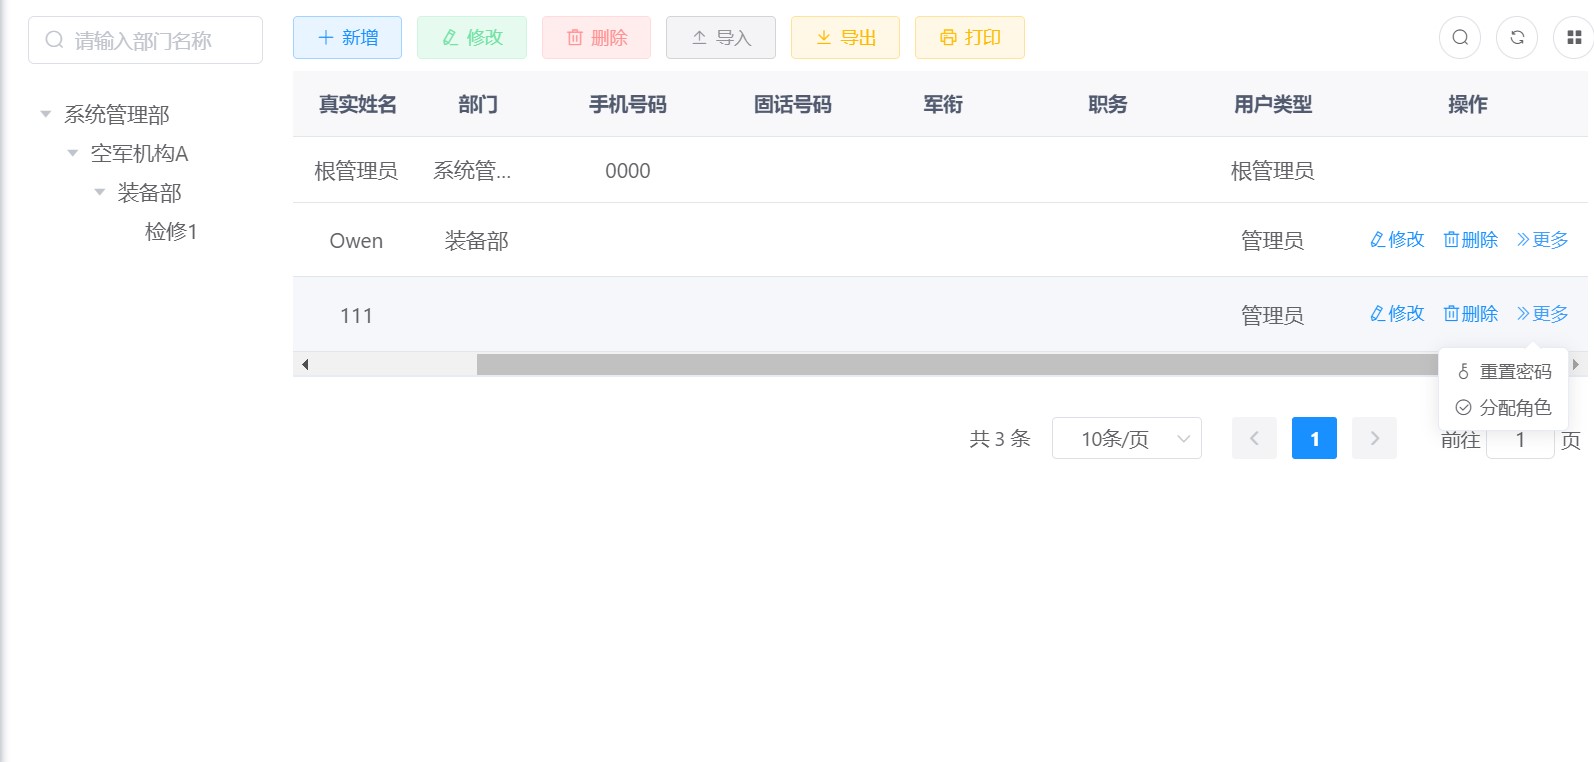 请输入部门名称
新增 修改 删除 导入 导出 打印
系统管理部
空军机构A
装备部
检修1
真实姓名 部门 手机号码 固话号码 军衔 职务 用户类型 操作
根管理员 系统管... 0000 根管理员
Owen 装备部 管理员 修改 删除 更多
111 管理员 修改 删除 更多
重置密码
分配角色
共 3 条 10条/页 1 前往 1 页